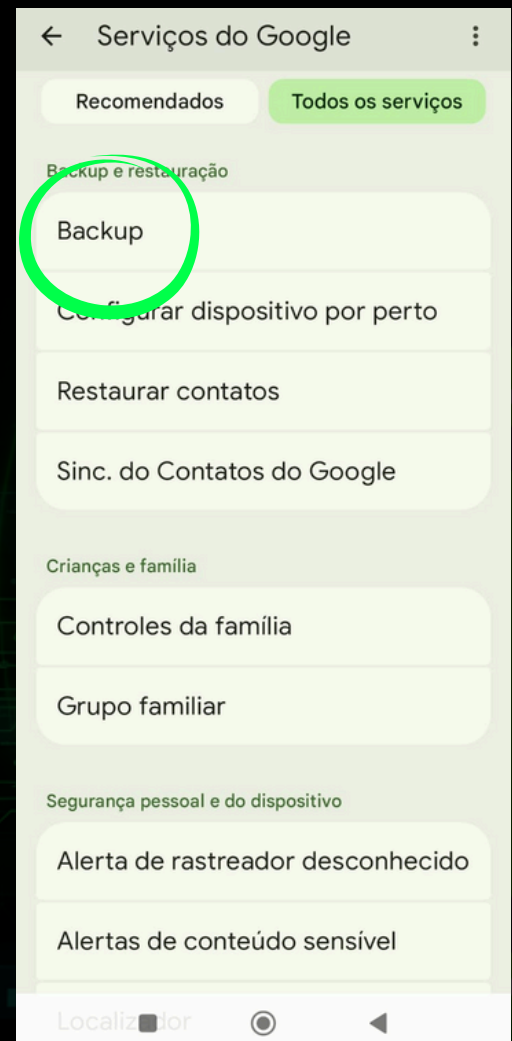 Serviços do Google
Recomendados Todos os serviços
Backup e restauração
Backup
Configurar dispositivo por perto
Restaurar contatos
Sinc. do Contatos do Google
Crianças e família
Controles da família
Grupo familiar
Segurança pessoal e do dispositivo
Alerta de rastreador desconhecido
Alertas de conteúdo sensível
Localizador